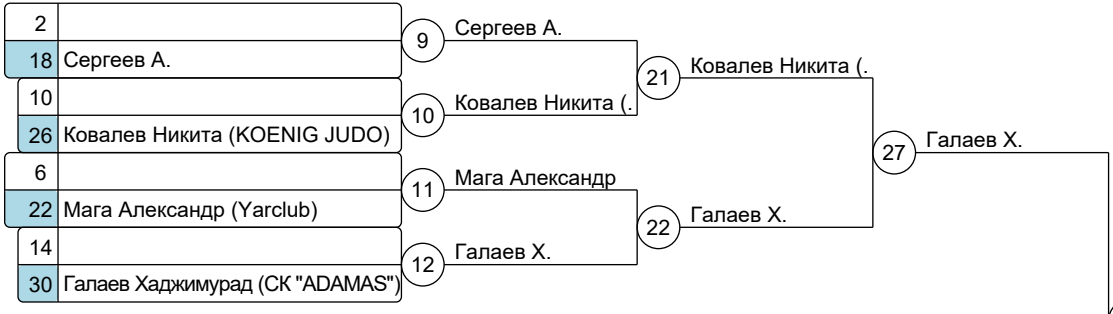 2
18 Сергеев А.
9
Сергеев А.
10
26 Ковалев Никита (KOENIG JUDO)
10
Ковалев Никита (.
21
Ковалев Никита (.
6
22 Мага Александр (Yarclub)
11
Мага Александр
14
30 Галаев Хаджимурад (СК "ADAMAS")
12
Галаев Х.
22
Галаев Х.
27
Галаев Х.